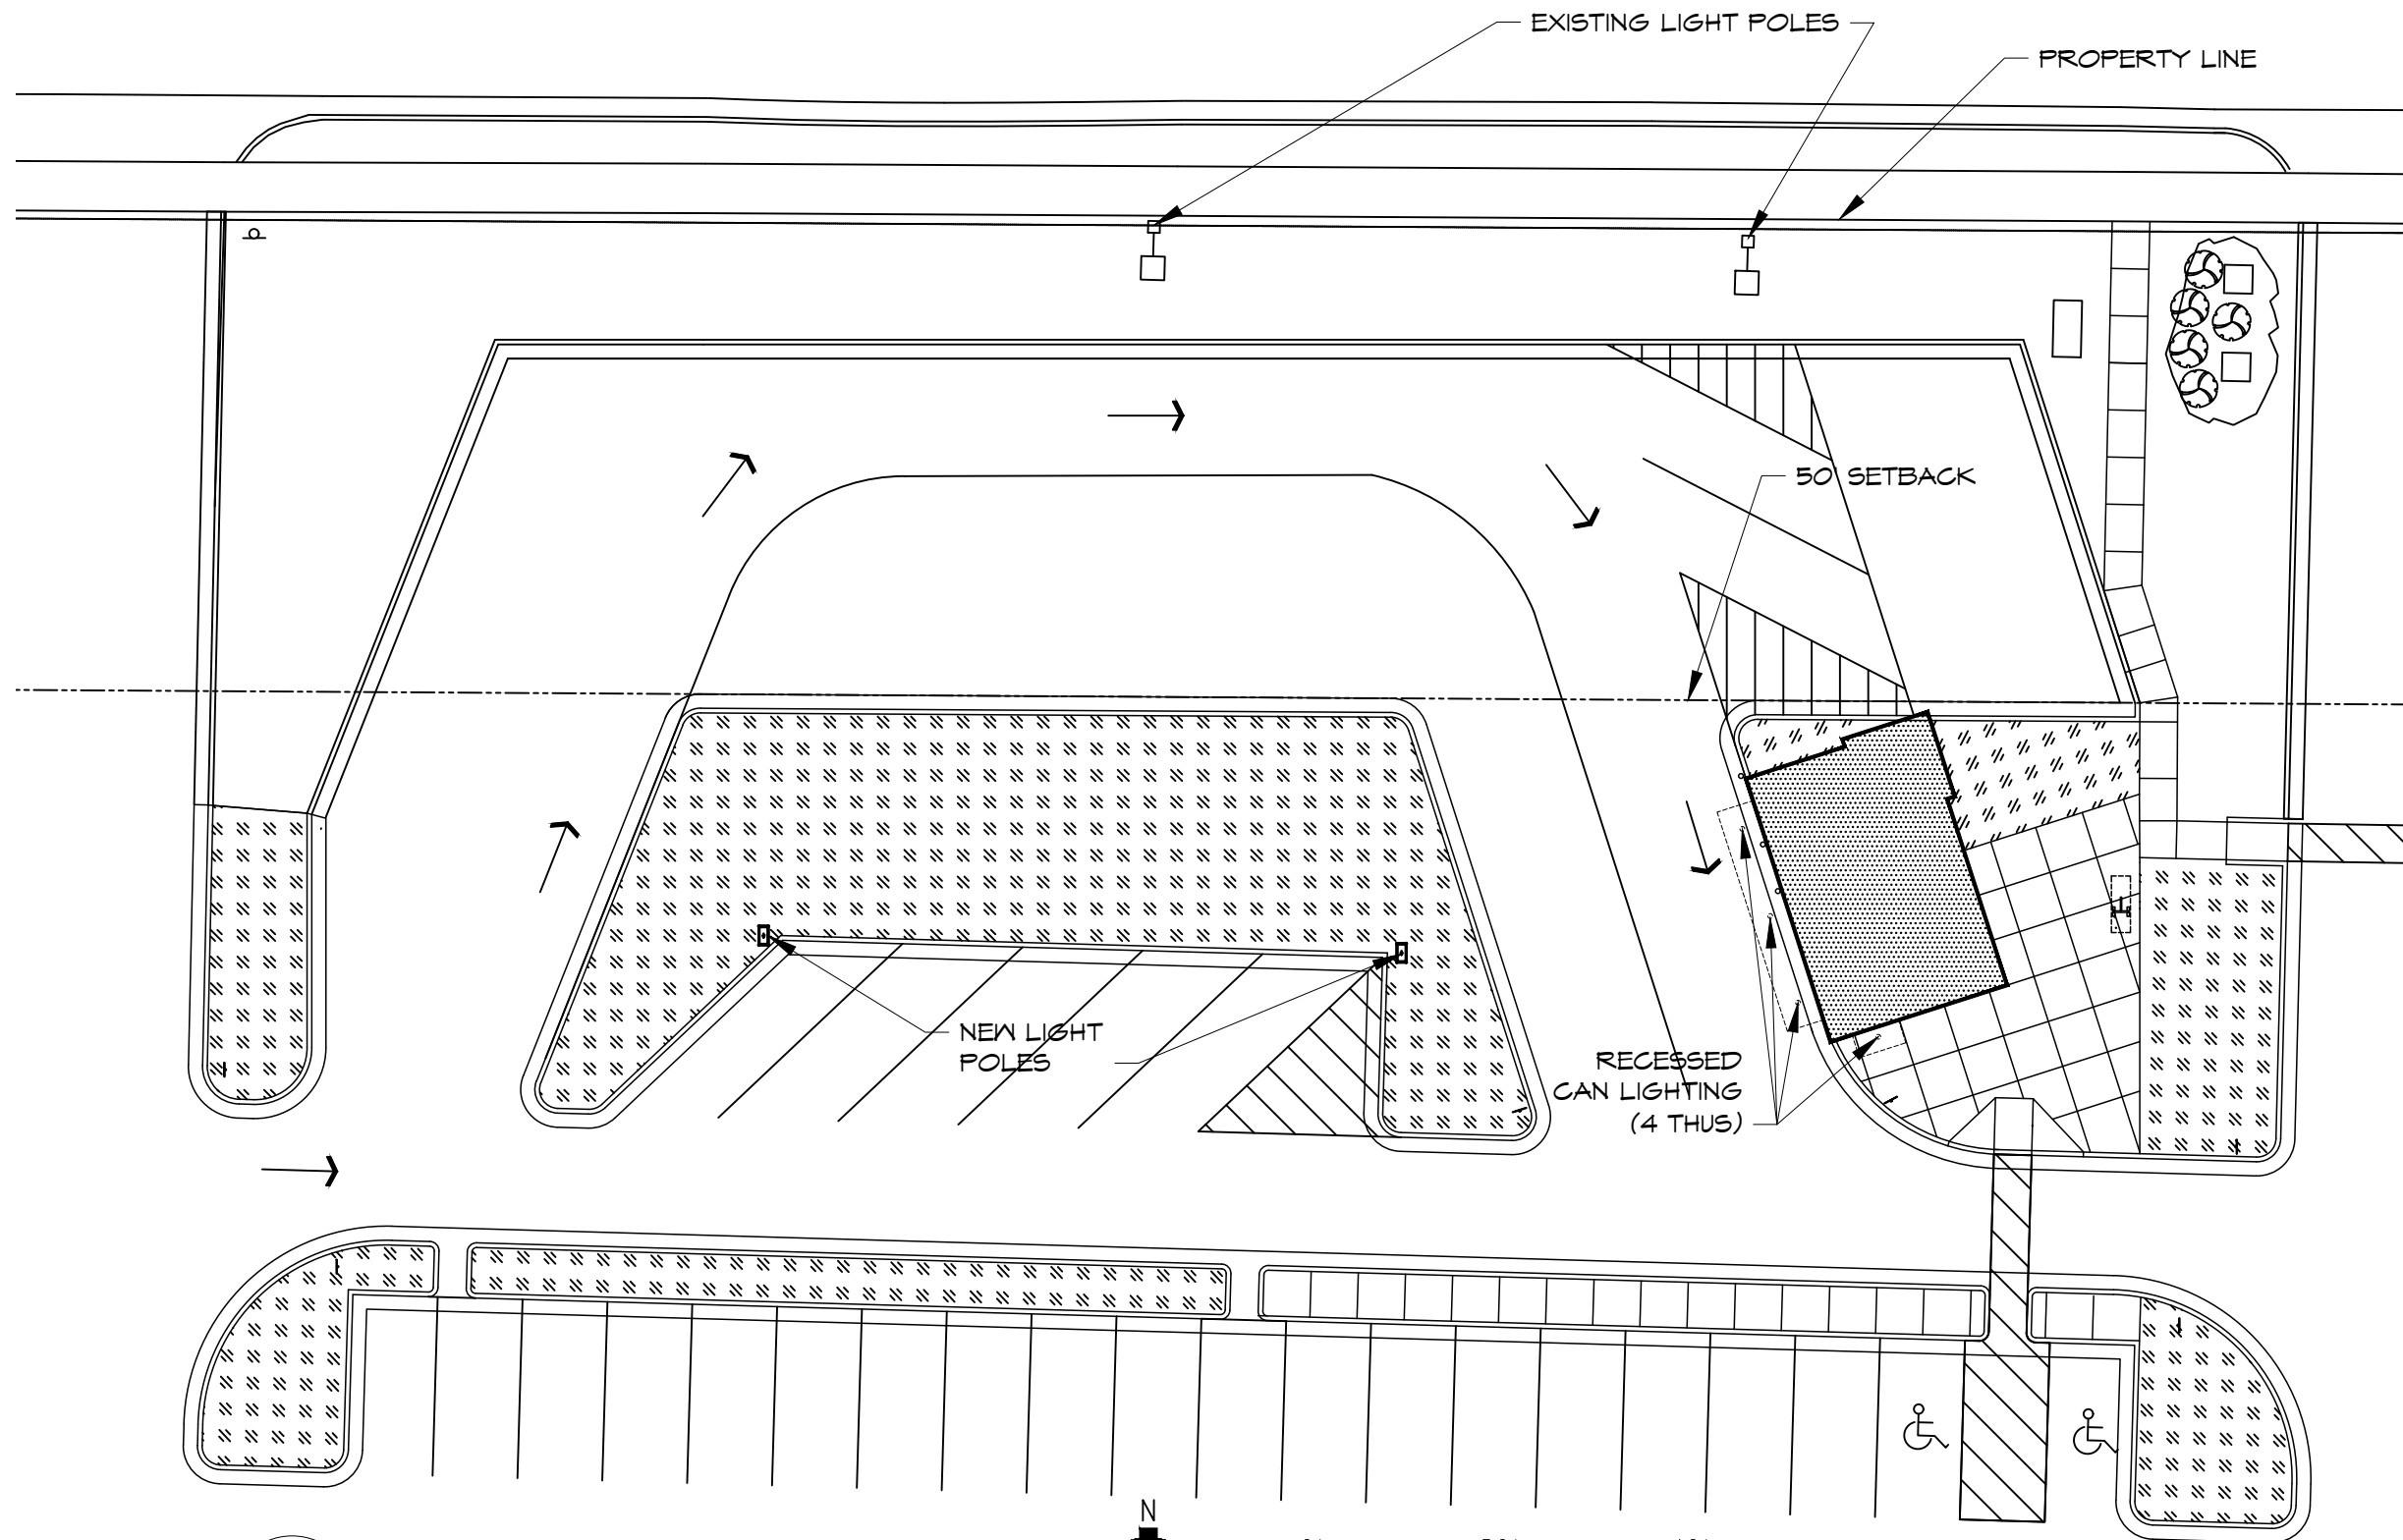 EXISTING LIGHT POLES
PROPERTY LINE
50' SETBACK
NEW LIGHT
POLES
RECESSED
CAN LIGHTING
(4 THUS)
N